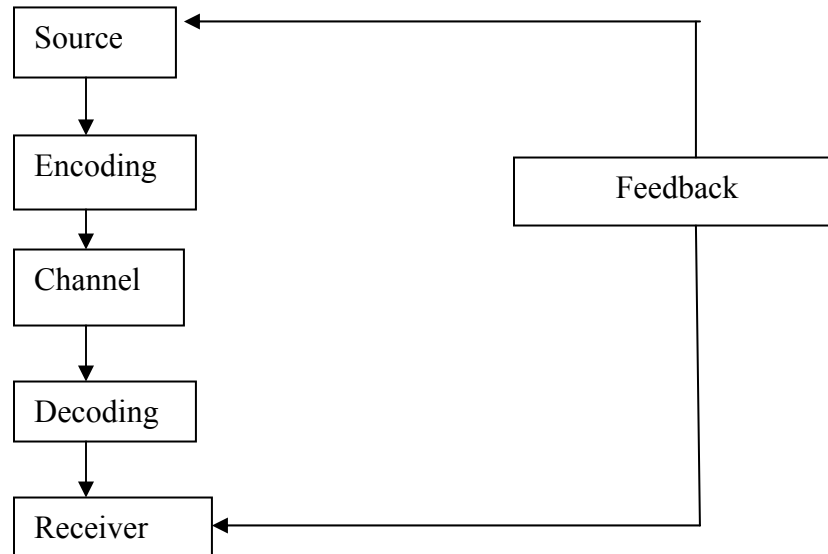 Source
Encoding
Feedback
Channel
Decoding
Receiver